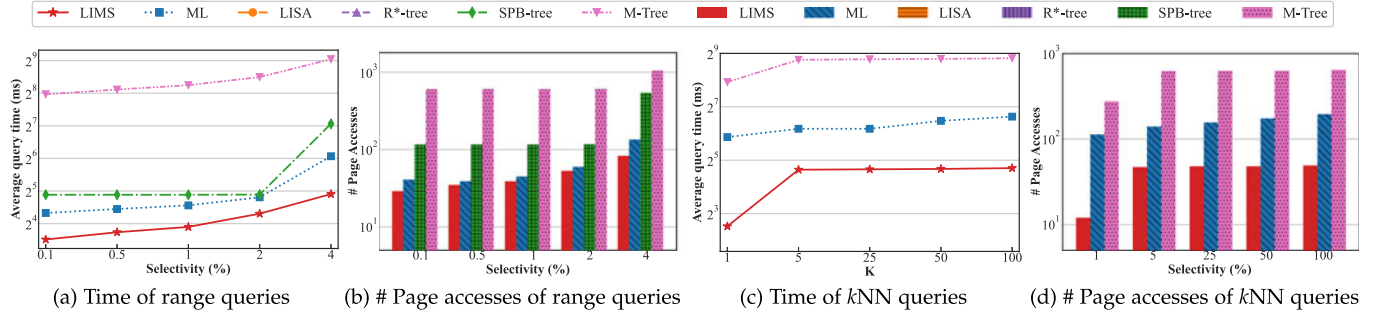 LIMS ML LISA R*-tree SPB-tree M-Tree LIMS ML LISA R*-tree SPB-tree M-Tree
Average query time (ms)
2^9
2^8
2^7
2^6
2^5
2^4
0.1 0.5 1 2 4
Selectivity (%)
(a) Time of range queries
# Page Accesses
10^3
10^2
10^1
0.1 0.5 1 2 4
Selectivity (%)
(b) # Page accesses of range queries
Average query time (ms)
2^9
2^7
2^5
2^3
1 5 25 50 100
K
(c) Time of kNN queries
# Page Accesses
10^3
10^2
10^1
1 5 25 50 100
Selectivity (%)
(d) # Page accesses of kNN queries